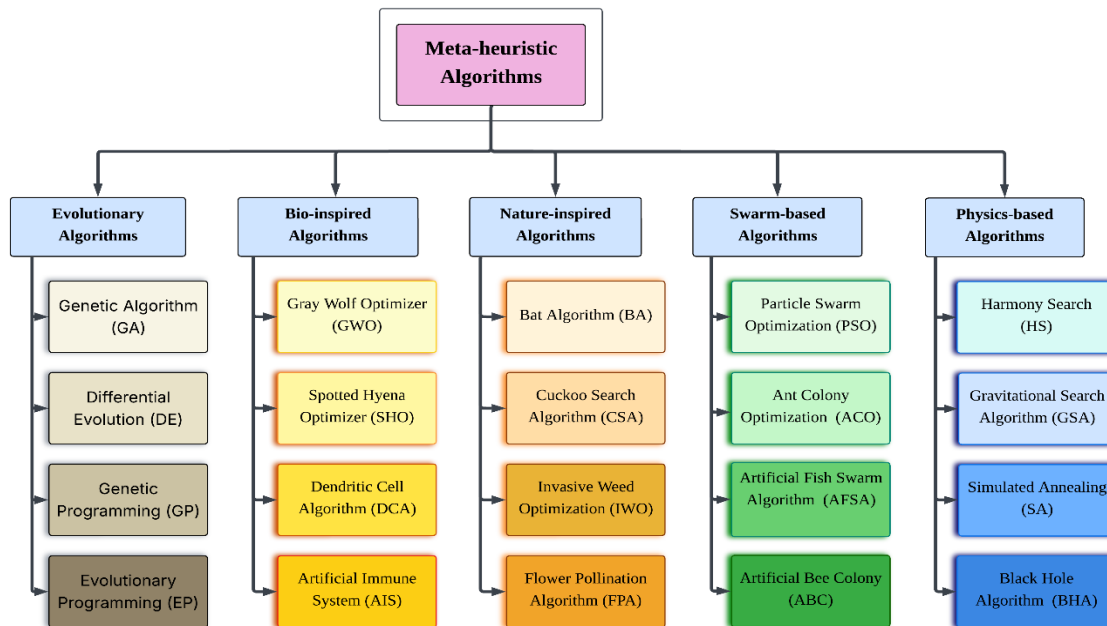 Meta-heuristic
Algorithms
Evolutionary
Algorithms
Genetic Algorithm
(GA)
Differential
Evolution (DE)
Genetic
Programming (GP)
Evolutionary
Programming (EP)
Bio-inspired
Algorithms
Gray Wolf Optimizer
(GWO)
Spotted Hyena
Optimizer (SHO)
Dendritic Cell
Algorithm (DCA)
Artificial Immune
System (AIS)
Nature-inspired
Algorithms
Bat Algorithm (BA)
Cuckoo Search
Algorithm (CSA)
Invasive Weed
Optimization (IWO)
Flower Pollination
Algorithm (FPA)
Swarm-based
Algorithms
Particle Swarm
Optimization (PSO)
Ant Colony
Optimization (ACO)
Artificial Fish Swarm
Algorithm (AFSA)
Artificial Bee Colony
(ABC)
Physics-based
Algorithms
Harmony Search
(HS)
Gravitational Search
Algorithm (GSA)
Simulated Annealing
(SA)
Black Hole
Algorithm (BHA)